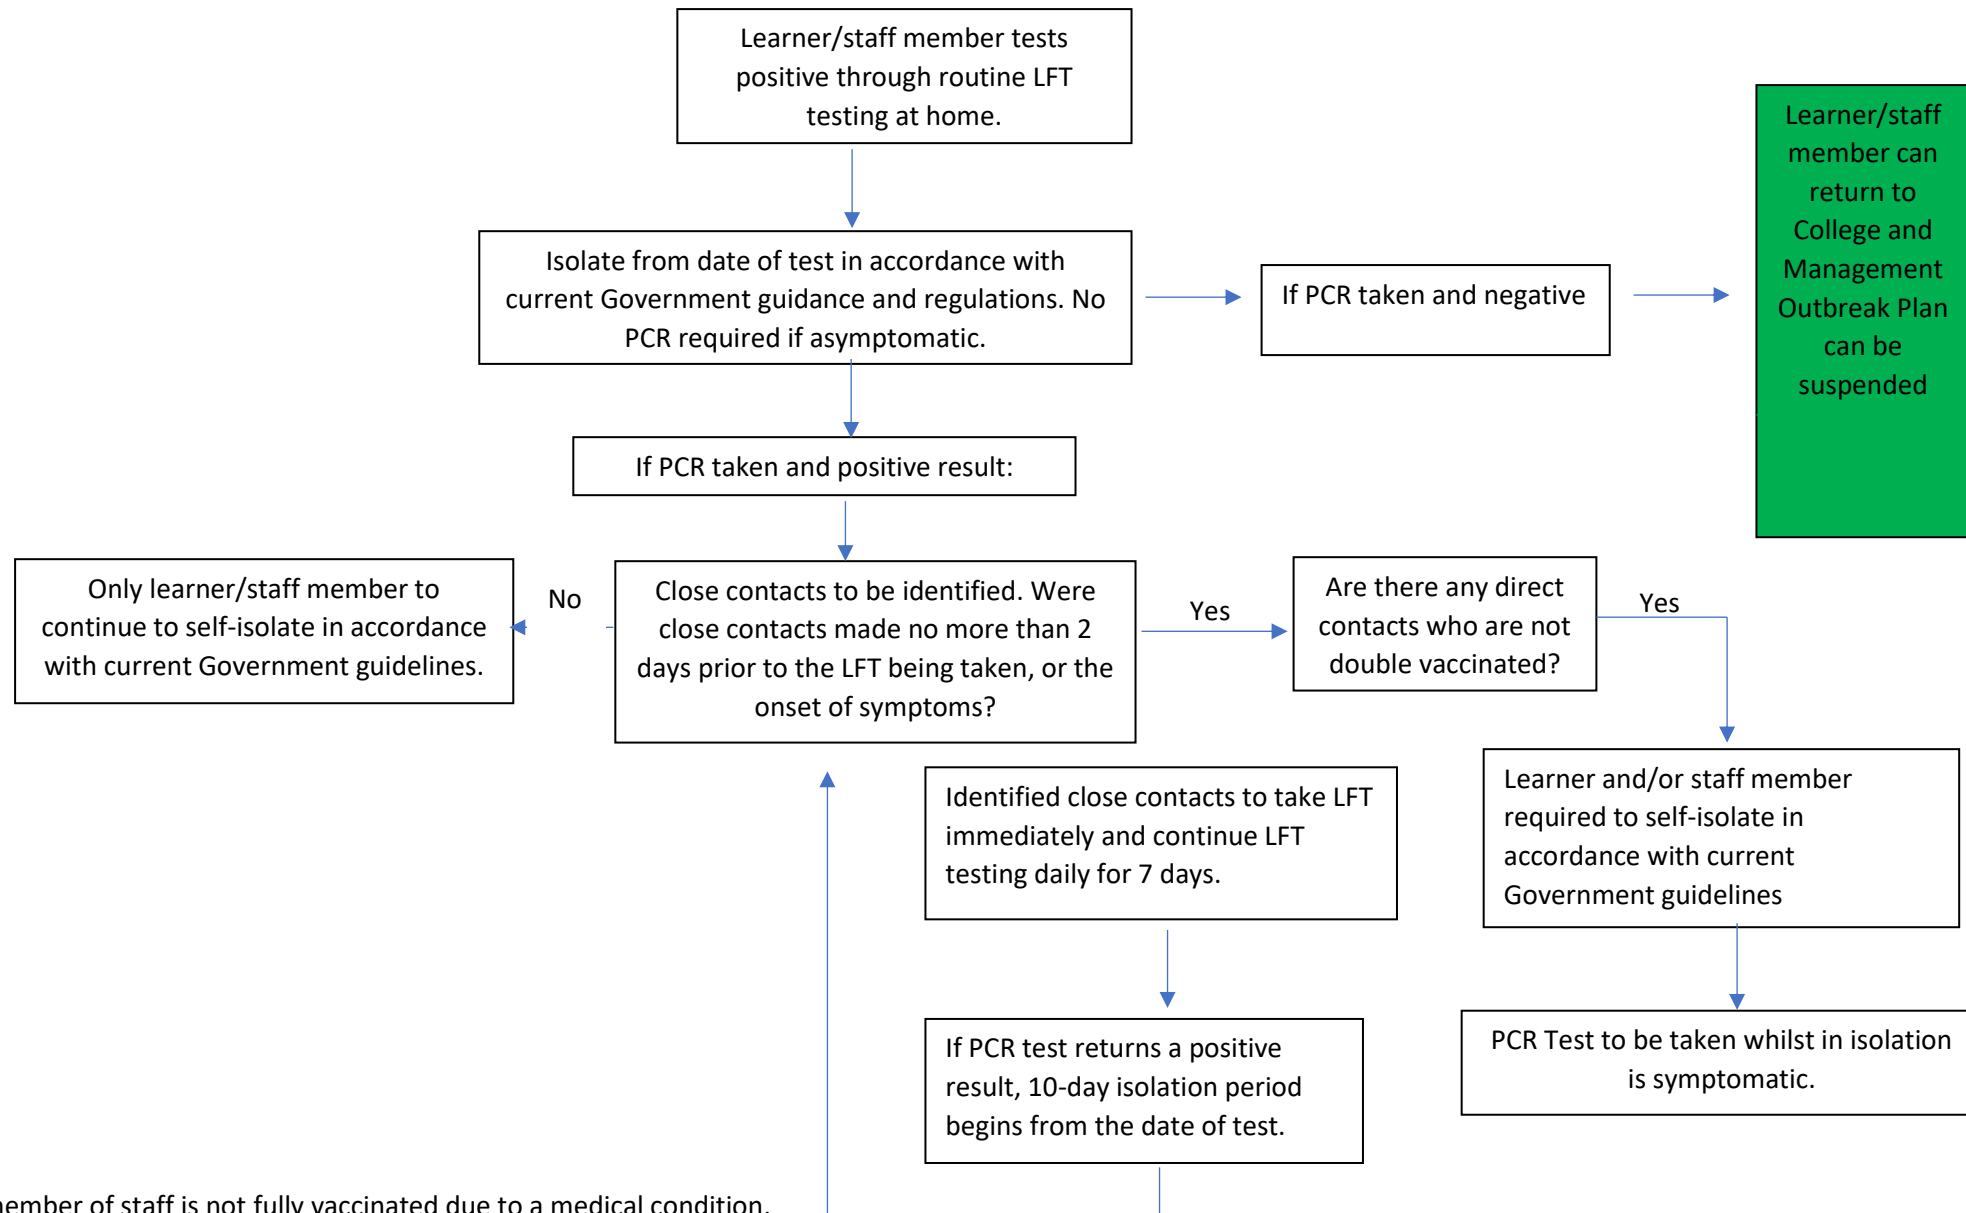 Learner/staff member tests
positive through routine LFT
testing at home.
Learner/staff
member can
return to
College and
Management
Outbreak Plan
can be
suspended
Isolate from date of test in accordance with
current Government guidance and regulations. No
PCR required if asymptomatic.
If PCR taken and negative
If PCR taken and positive result:
Only learner/staff member to
continue to self-isolate in accordance
with current Government guidelines.
No
Close contacts to be identified. Were
close contacts made no more than 2
days prior to the LFT being taken, or the
onset of symptoms?
Yes
Are there any direct
contacts who are not
double vaccinated?
Yes
Identified close contacts to take LFT
immediately and continue LFT
testing daily for 7 days.
Learner and/or staff member
required to self-isolate in
accordance with current
Government guidelines
If PCR test returns a positive
result, 10-day isolation period
begins from the date of test.
PCR Test to be taken whilst in isolation
is symptomatic.
member of staff is not fully vaccinated due to a medical condition.